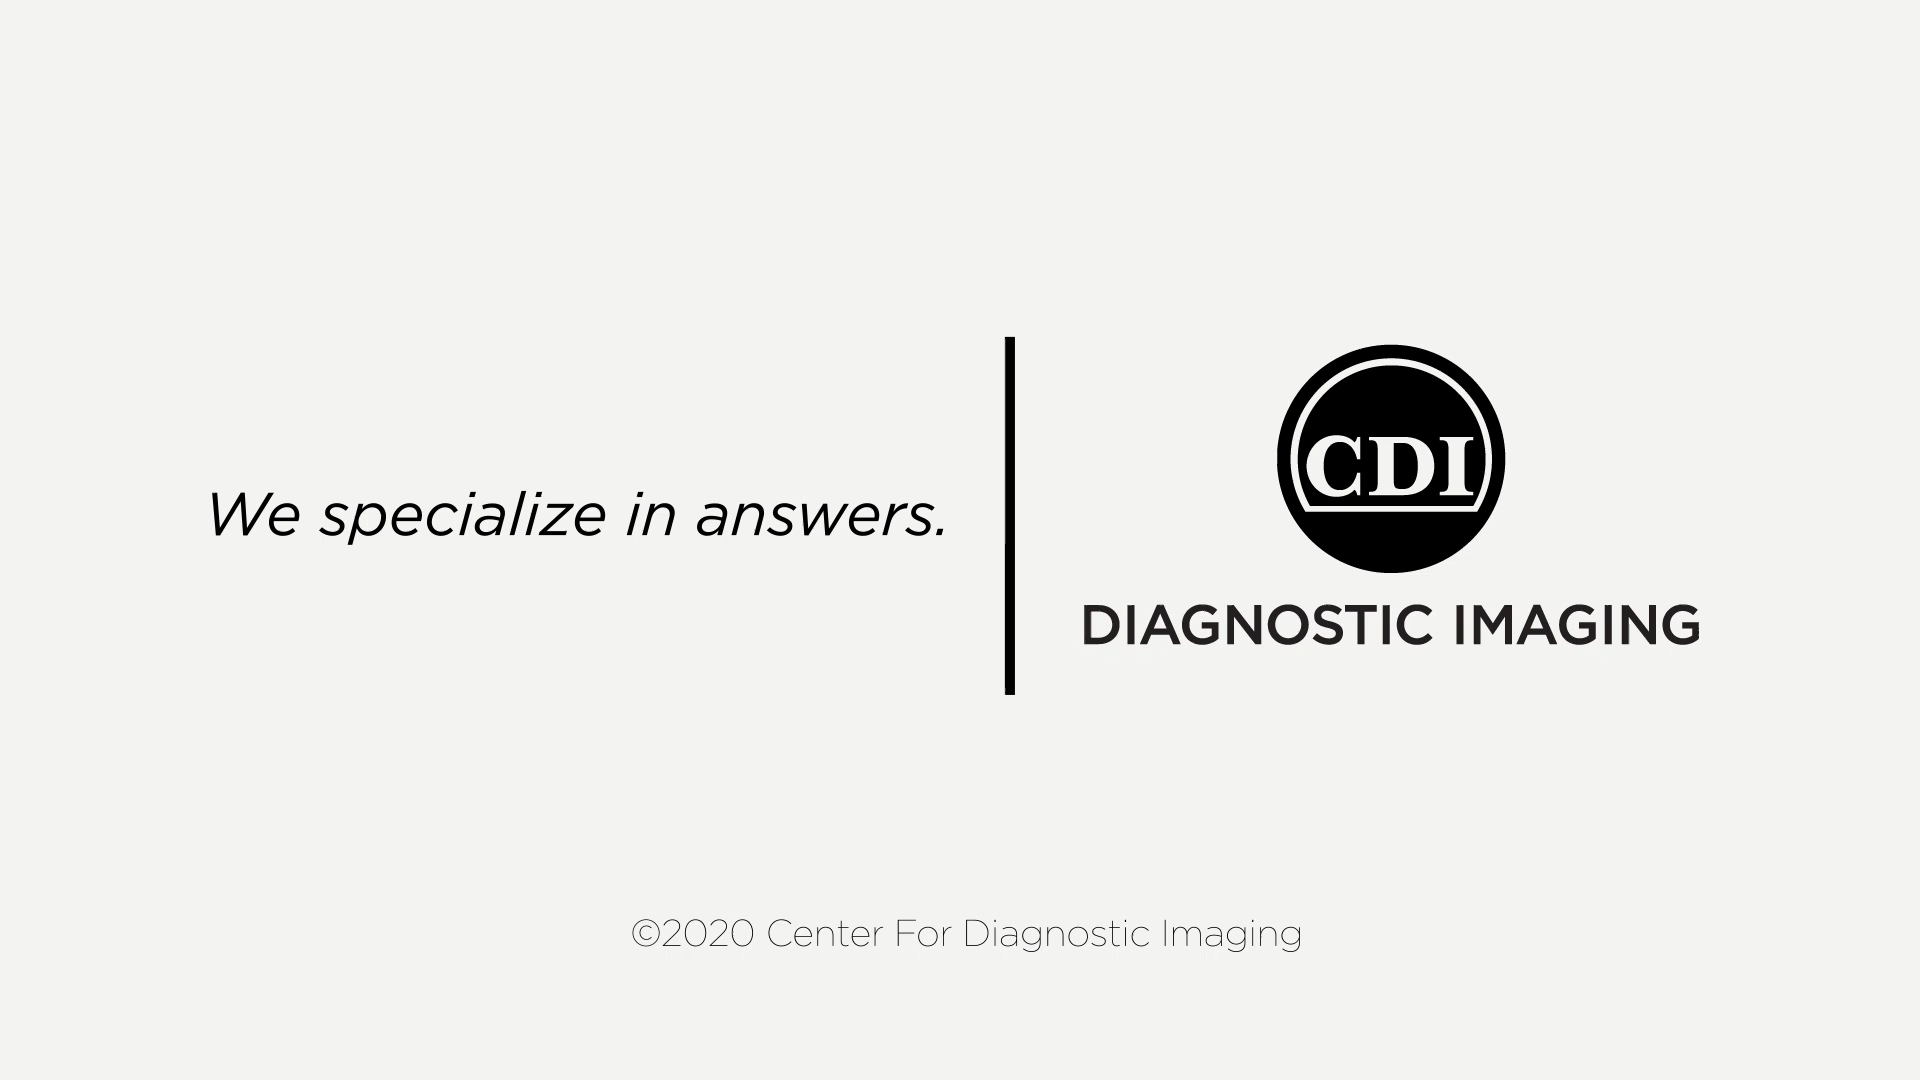 We specialize in answers.
CDI
DIAGNOSTIC IMAGING
©2020 Center For Diagnostic Imaging